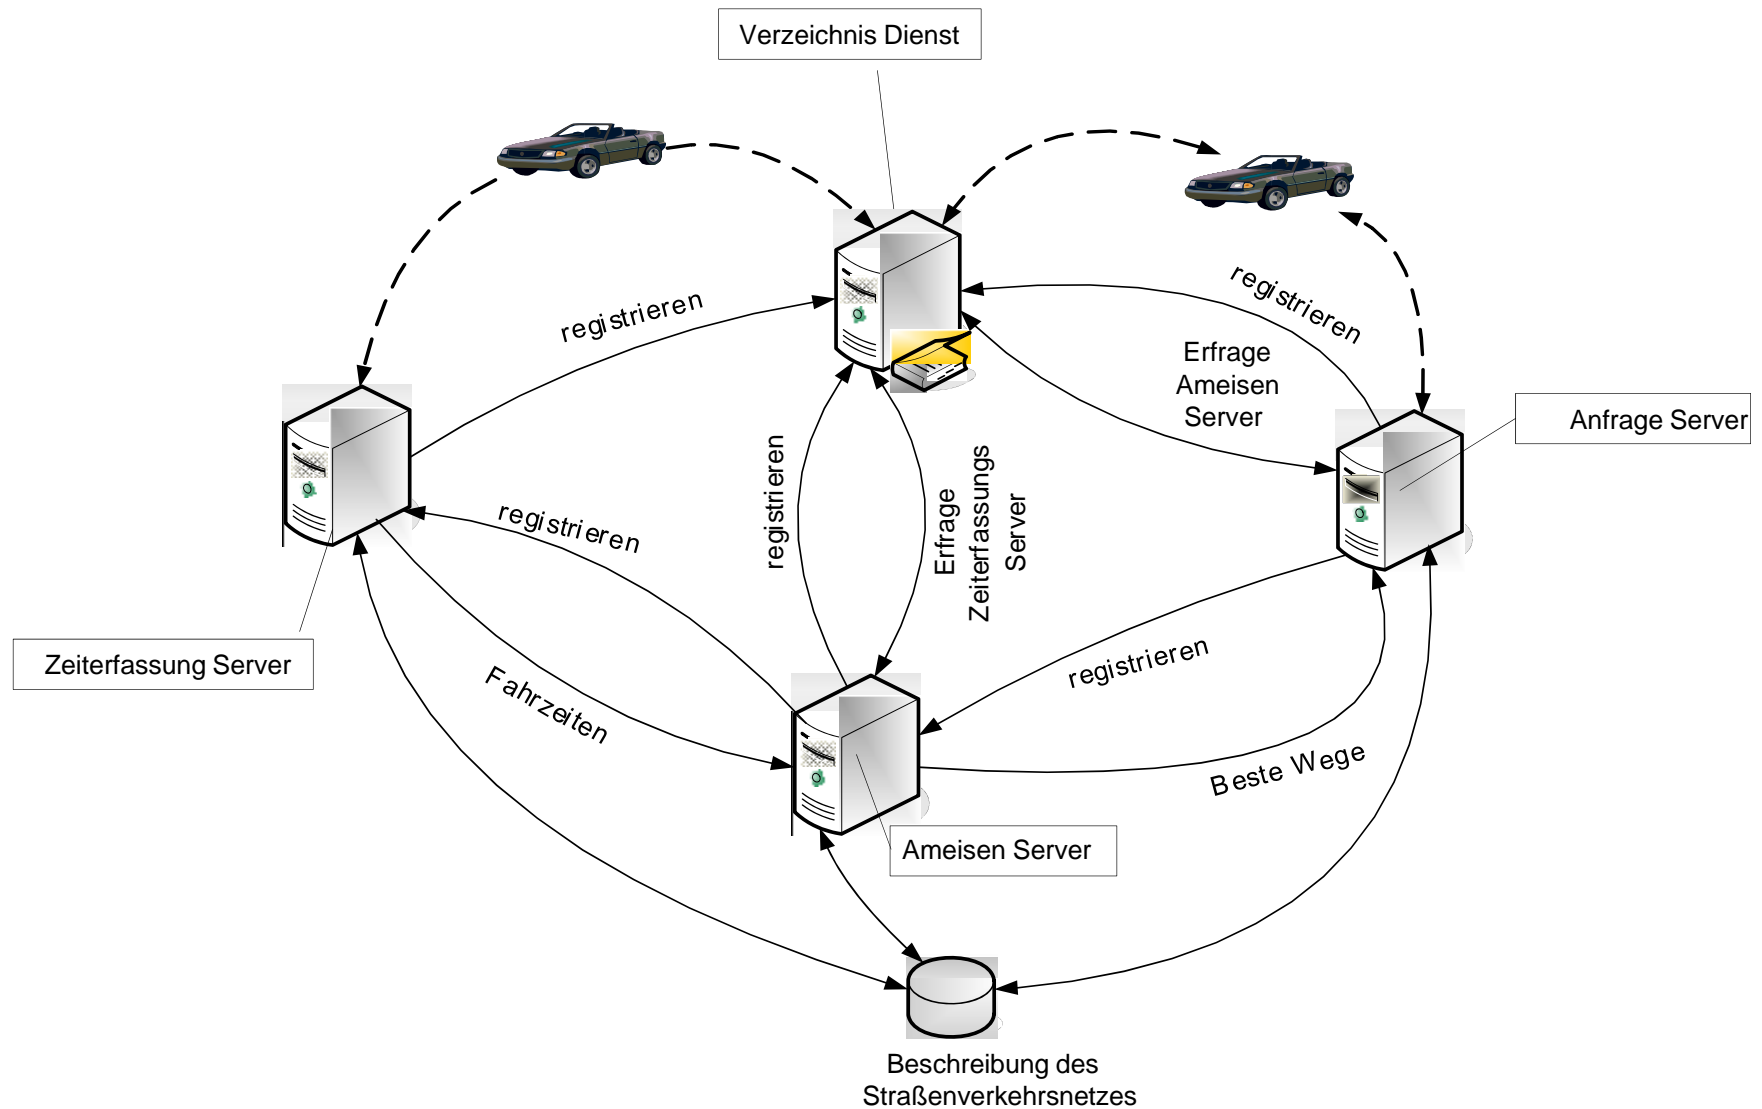 Verzeichnis Dienst
registrieren
registrieren
Erfrage
Ameisen
Server
Anfrage Server
registrieren
registrieren
Erfrage
Zeiterfassungs
Server
Zeiterfassung Server
Fahrzeiten
registrieren
Beste Wege
Ameisen Server
Beschreibung des
Straßenverkehrsnetzes